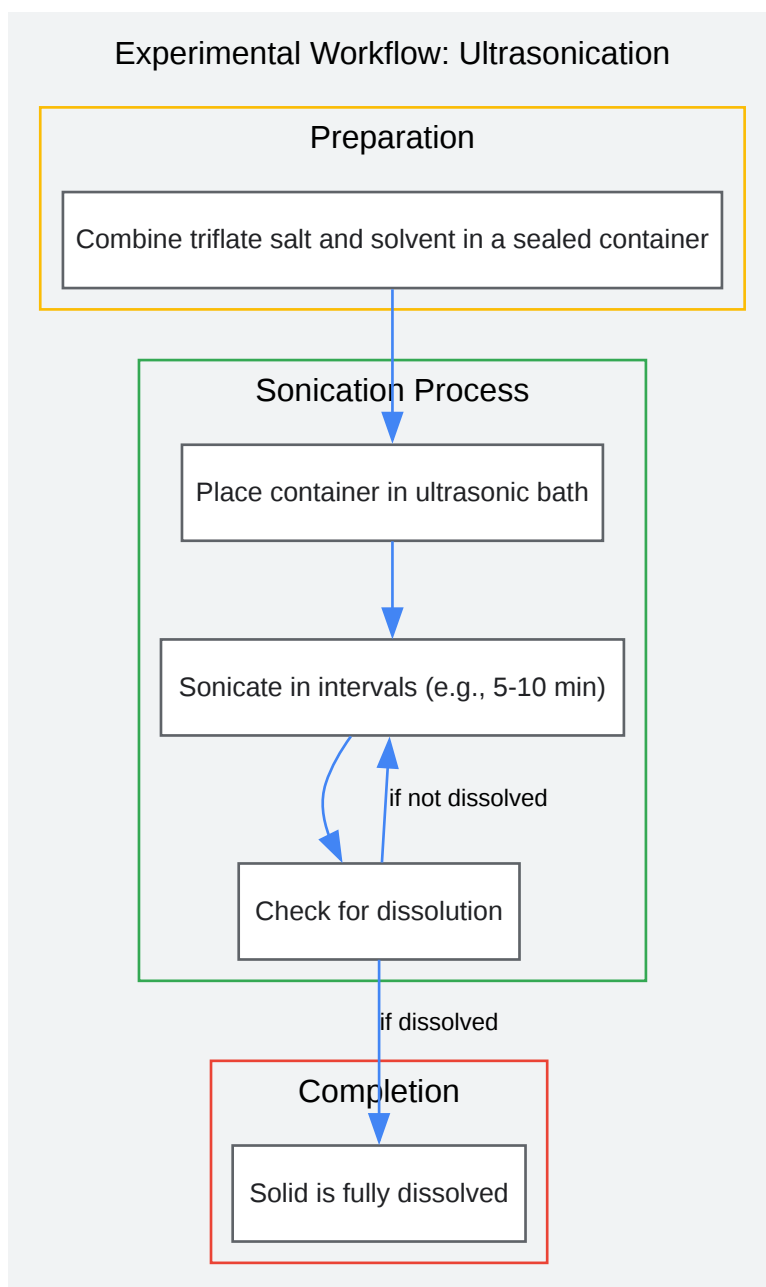 Experimental Workflow: Ultrasonication
Preparation
Combine triflate salt and solvent in a sealed container
Sonication Process
Place container in ultrasonic bath
Sonicate in intervals (e.g., 5-10 min)
if not dissolved
Check for dissolution
if dissolved
Completion
Solid is fully dissolved